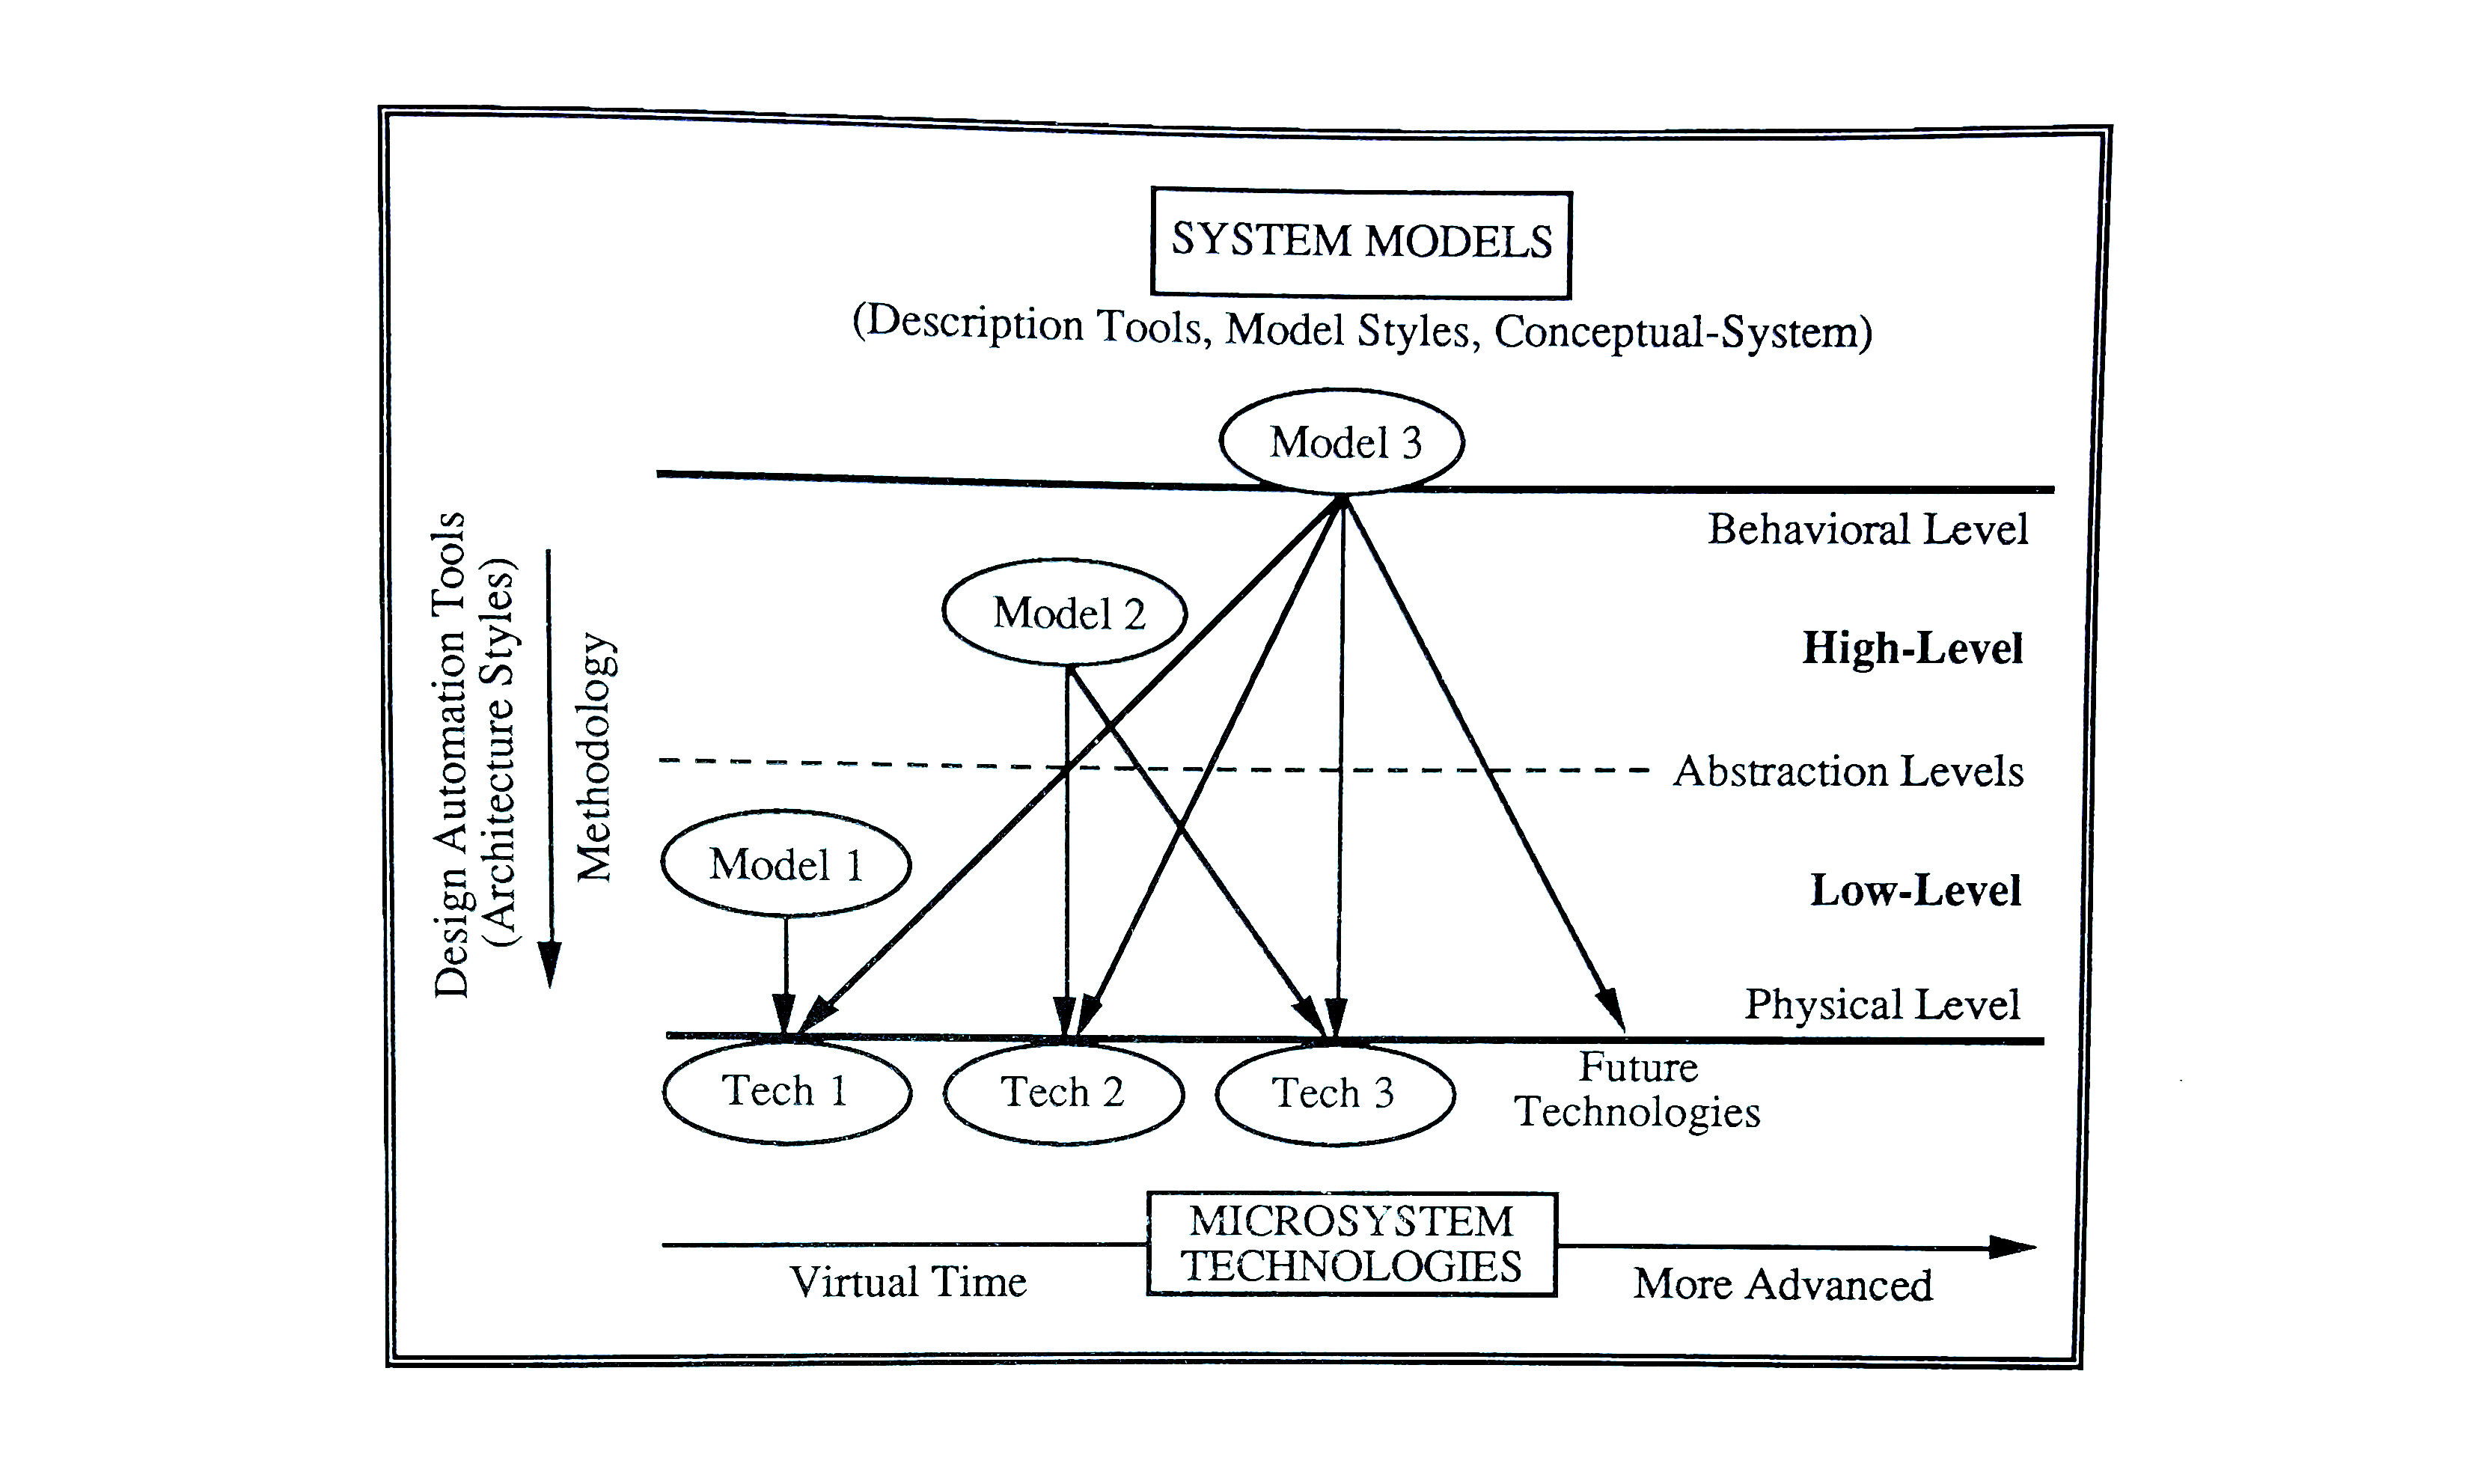 SYSTEM MODELS
(Description Tools, Model Styles, Conceptual-System)
Model 3
Behavioral Level
Model 2
High-Level
Abstraction Levels
Model 1
Low-Level
Physical Level
Design Automation Tools
(Architecture Styles)
Methodology
Tech 1
Tech 2
Tech 3
Future
Technologies
MICROSYSTEM
TECHNOLOGIES
Virtual Time
More Advanced